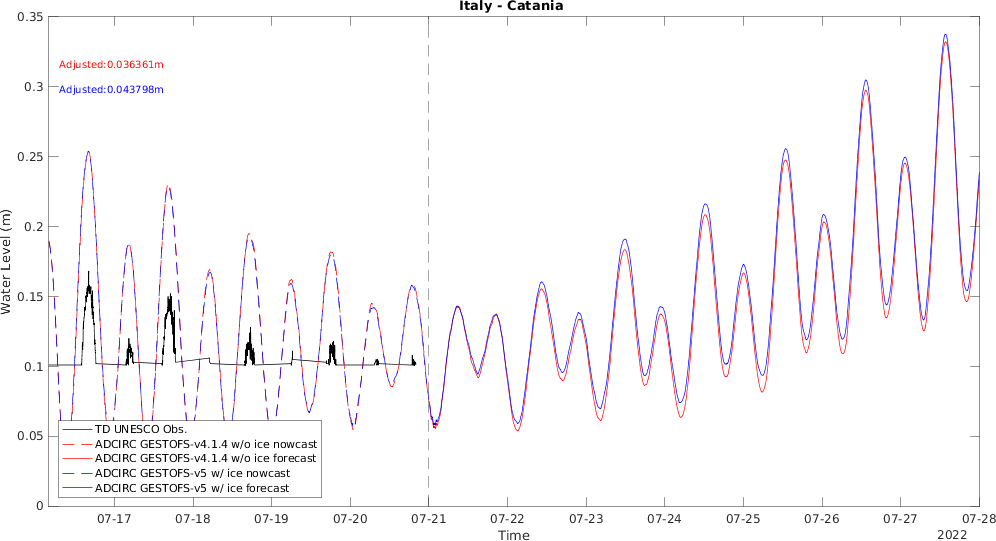 Italy - Catania
0.35
0.3
0.25
0.2
0.15
0.1
0.05
0
Water Level (m)
Adjusted:0.036361m
Adjusted:0.043798m
TD UNESCO Obs.
ADCIRC GESTOFS-v4.1.4 w/o ice nowcast
ADCIRC GESTOFS-v4.1.4 w/o ice forecast
ADCIRC GESTOFS-v5 w/ ice nowcast
ADCIRC GESTOFS-v5 w/ ice forecast
07-17 07-18 07-19 07-20 07-21 07-22 07-23 07-24 07-25 07-26 07-27 07-28
Time
2022